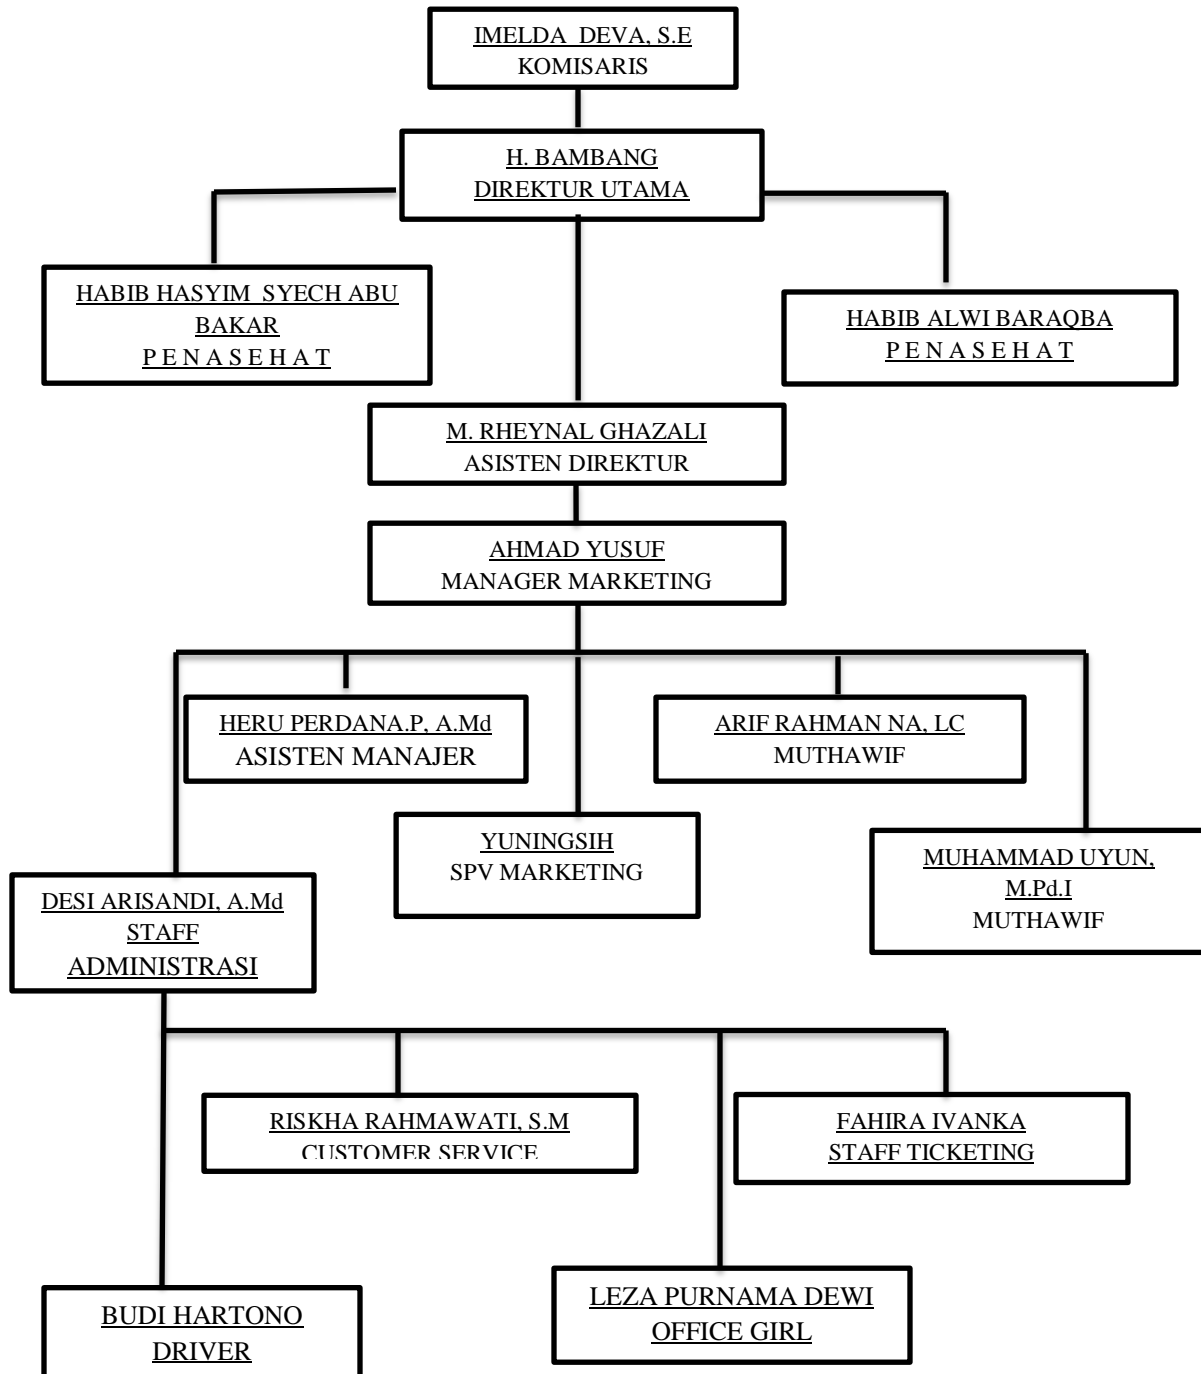 IMELDA DEVA, S.E
KOMISARIS
H. BAMBANG
DIREKTUR UTAMA
HABIB HASYIM SYECH ABU
BAKAR
P E N A S E H A T
HABIB ALWI BARAQBA
P E N A S E H A T
M. RHEYNAL GHAZALI
ASISTEN DIREKTUR
AHMAD YUSUF
MANAGER MARKETING
HERU PERDANA.P, A.Md
ASISTEN MANAJER
ARIF RAHMAN NA, LC
MUTHAWIF
YUNINGSIH
SPV MARKETING
MUHAMMAD UYUN,
M.Pd.I
MUTHAWIF
DESI ARISANDI, A.Md
STAFF
ADMINISTRASI
RISKHA RAHMAWATI, S.M
CUSTOMER SERVICE
FAHIRA IVANKA
STAFF TICKETING
LEZA PURNAMA DEWI
OFFICE GIRL
BUDI HARTONO
DRIVER